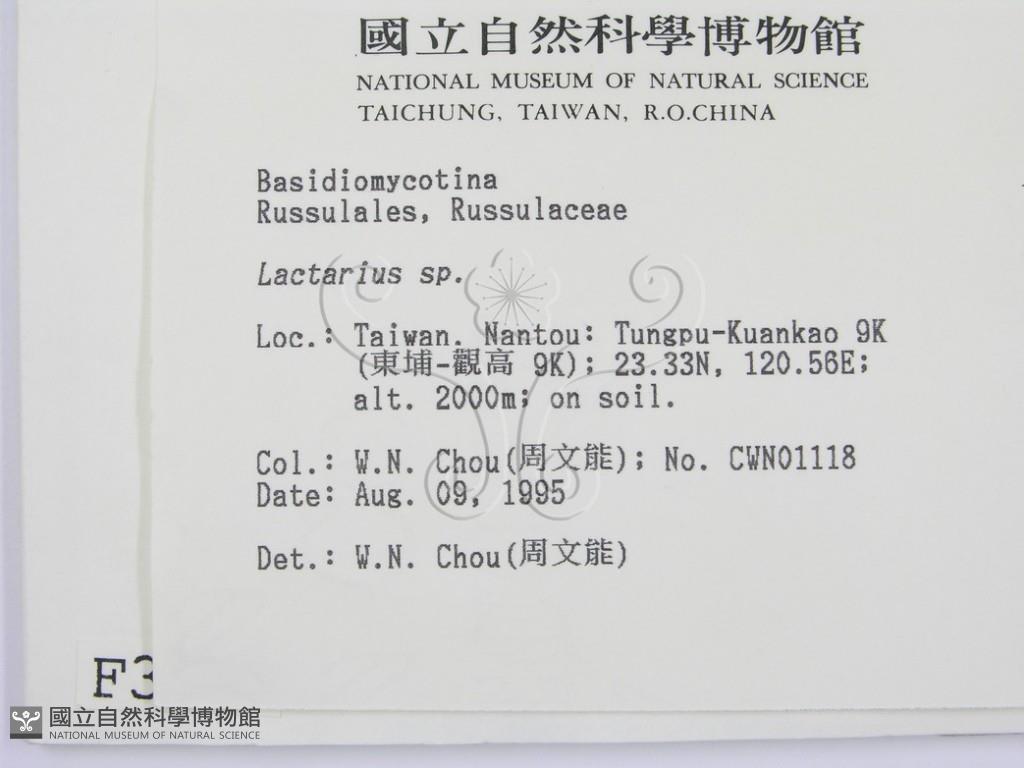 國立自然科學博物館
NATIONAL MUSEUM OF NATURAL SCIENCE
TAICHUNG, TAIWAN, R.O.CHINA
Basidiomycotina
Russulales, Russulaceae
Lactarius sp.
Loc.: Taiwan. Nantou: Tungpu-Kuankao 9K
(東埔-觀高 9K); 23.33N, 120.56E;
alt. 2000m; on soil.
Col.: W.N. Chou(周文能); No. CWN01118
Date: Aug. 09, 1995
Det.: W.N. Chou(周文能)
F3
國立自然科學博物館
NATIONAL MUSEUM OF NATURAL SCIENCE